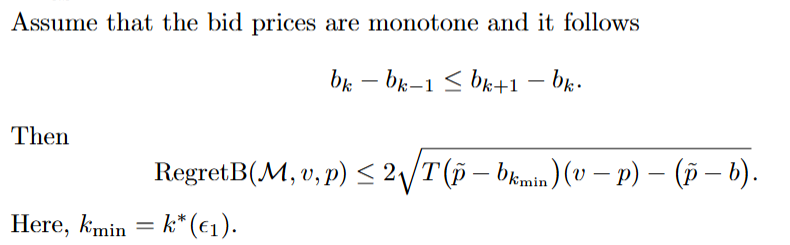 Assume that the bid prices are monotone and it follows
b_k − b_{k−1} ≤ b_{k+1} − b_k.
Then
RegretB(ℳ, v, p) ≤ 2√(T(p̃ − b_{k_min})(v − p) − (p̃ − b)).
Here, k_min = k*(ϵ_1).